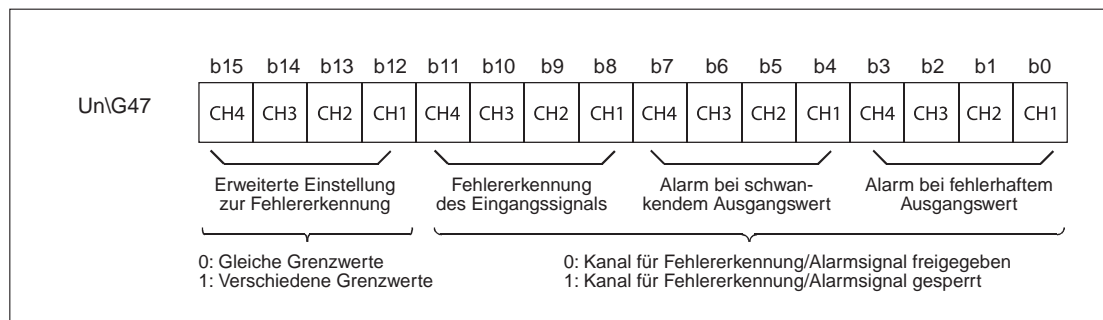 b15 b14 b13 b12 b11 b10 b9 b8 b7 b6 b5 b4 b3 b2 b1 b0
Un\G47 CH4 CH3 CH2 CH1 CH4 CH3 CH2 CH1 CH4 CH3 CH2 CH1 CH4 CH3 CH2 CH1
Erweiterte Einstellung
zur Fehlererkennung
Fehlererkennung
des Eingangssignals
Alarm bei schwan-
kendem Ausgangswert
Alarm bei fehlerhaftem
Ausgangswert
0: Gleiche Grenzwerte
1: Verschiedene Grenzwerte
0: Kanal für Fehlererkennung/Alarmsignal freigegeben
1: Kanal für Fehlererkennung/Alarmsignal gesperrt